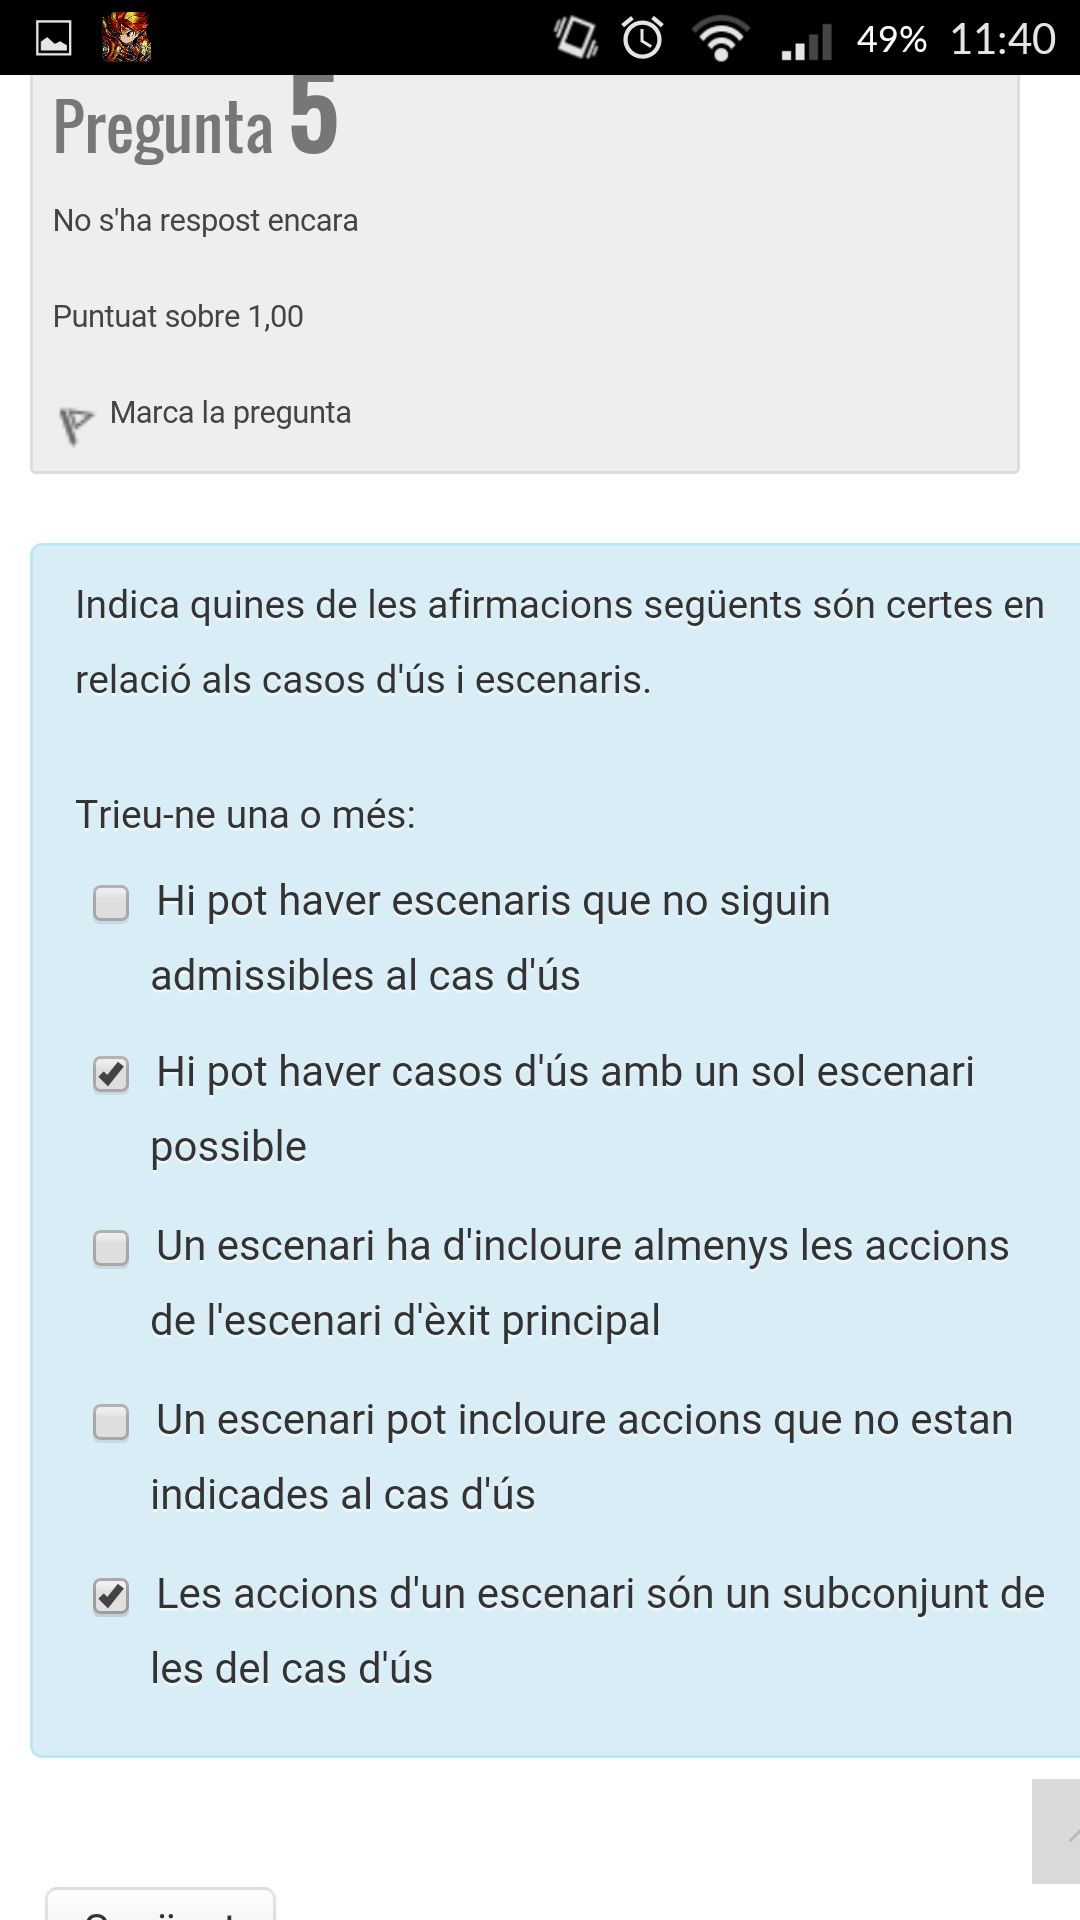 49% 11:40
Pregunta 5
No s'ha respost encara
Puntuat sobre 1,00
Marca la pregunta
Indica quines de les afirmacions següents són certes en
relació als casos d'ús i escenaris.
Trieu-ne una o més:
Hi pot haver escenaris que no siguin
admissibles al cas d'ús
Hi pot haver casos d'ús amb un sol escenari
possible
Un escenari ha d'incloure almenys les accions
de l'escenari d'èxit principal
Un escenari pot incloure accions que no estan
indicades al cas d'ús
Les accions d'un escenari són un subconjunt de
les del cas d'ús